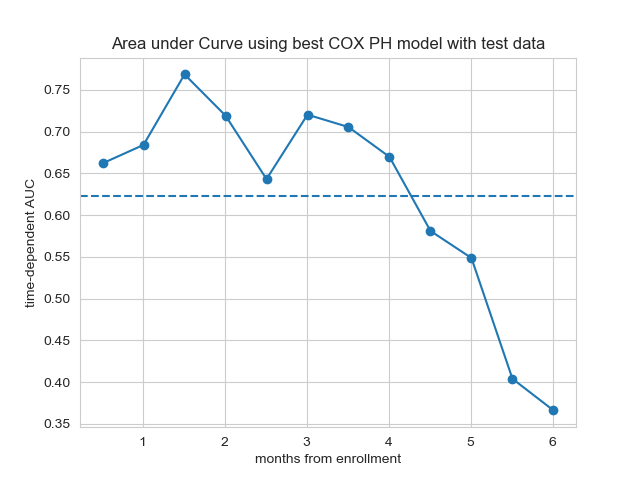 Area under Curve using best COX PH model with test data
time-dependent AUC
0.75
0.70
0.65
0.60
0.55
0.50
0.45
0.40
0.35
1 2 3 4 5 6
months from enrollment